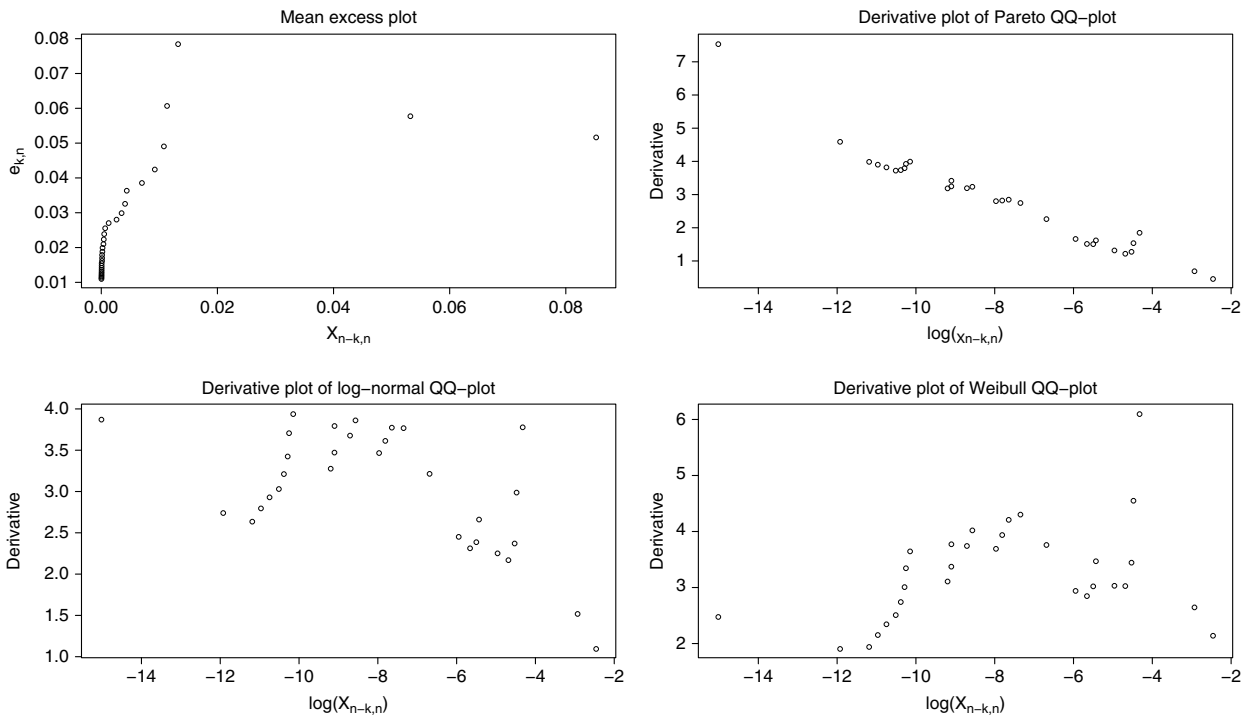 Mean excess plot
0.08
0.07
0.06
0.05
0.04
0.03
0.02
0.01
e_{k,n}
0.00 0.02 0.04 0.06 0.08
X_{n−k,n}
Derivative plot of Pareto QQ−plot
7
6
5
4
3
2
1
Derivative
−14 −12 −10 −8 −6 −4 −2
log(_{Xn−k,n})
Derivative plot of log−normal QQ−plot
4.0
3.5
3.0
2.5
2.0
1.5
1.0
Derivative
−14 −12 −10 −8 −6 −4 −2
log(X_{n−k,n})
Derivative plot of Weibull QQ−plot
6
5
4
3
2
Derivative
−14 −12 −10 −8 −6 −4 −2
log(X_{n−k,n})